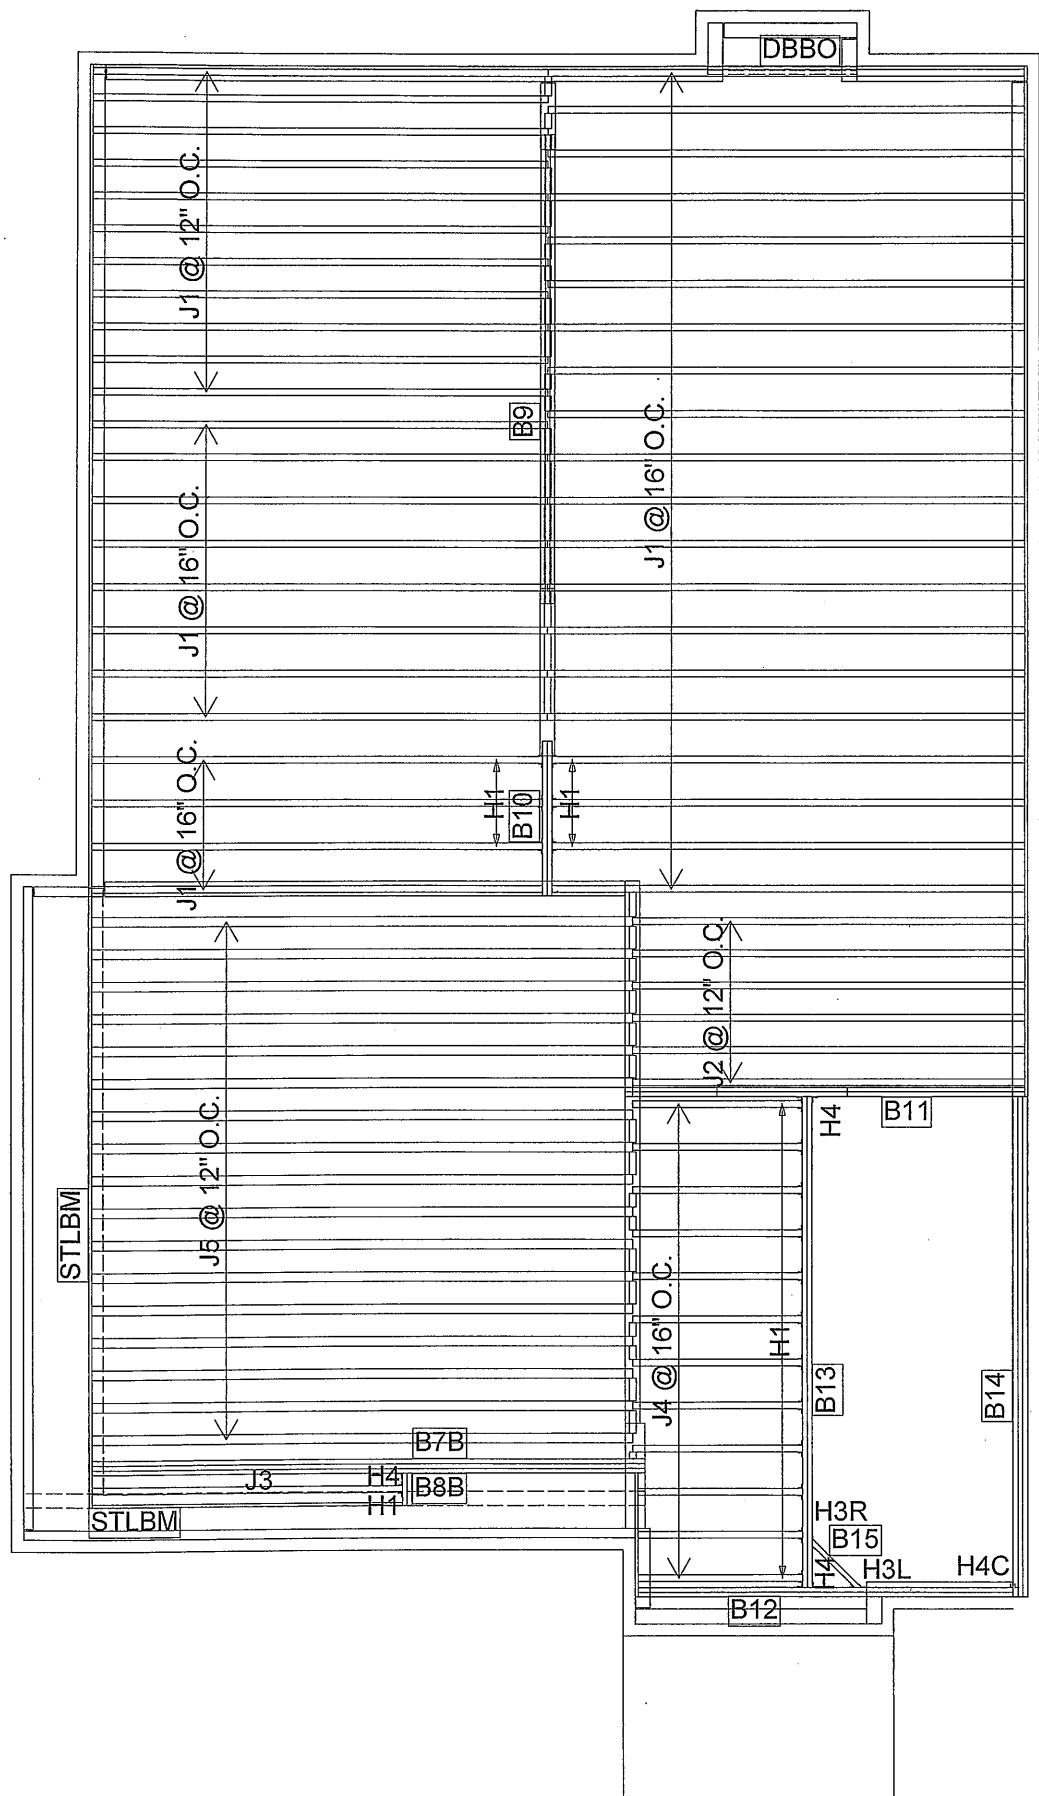 DBBO
J1 @ 12" O.C.
B9
J1 @ 16" O.C.
J1 @ 16" O.C.
J1 @ 16" O.C.
H1
B10
H1
J2 @ 12" O.C.
J5 @ 12" O.C.
H4
B11
STLBM
J4 @ 16" O.C.
H1
B13
B14
B7B
J3
H4
B8B
H1
STLBM
H3R
B15
H4
H3L
H4C
B12